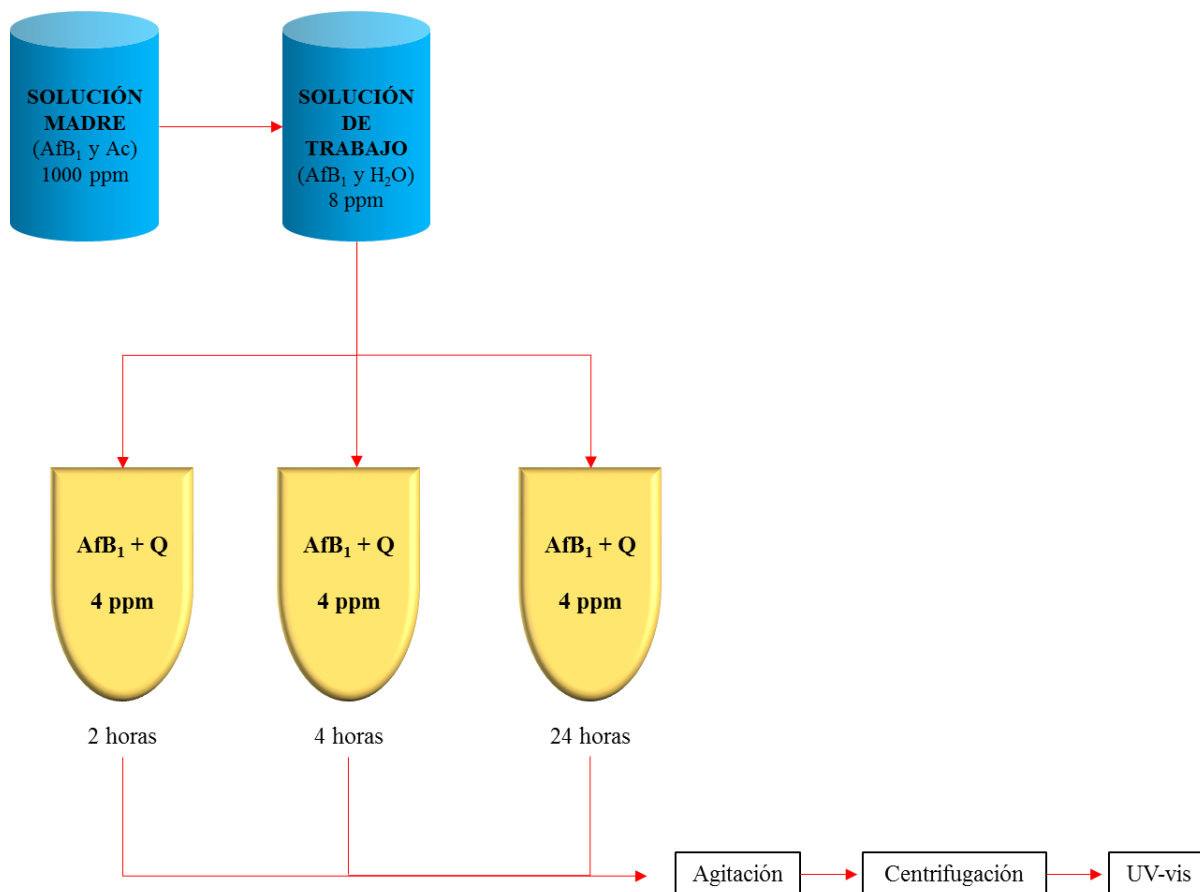 SOLUCIÓN
MADRE
(AfB₁ y Ac)
1000 ppm
SOLUCIÓN
DE
TRABAJO
(AfB₁ y H₂O)
8 ppm
AfB₁ + Q
4 ppm
AfB₁ + Q
4 ppm
AfB₁ + Q
4 ppm
2 horas
4 horas
24 horas
Agitación
Centrifugación
UV-vis